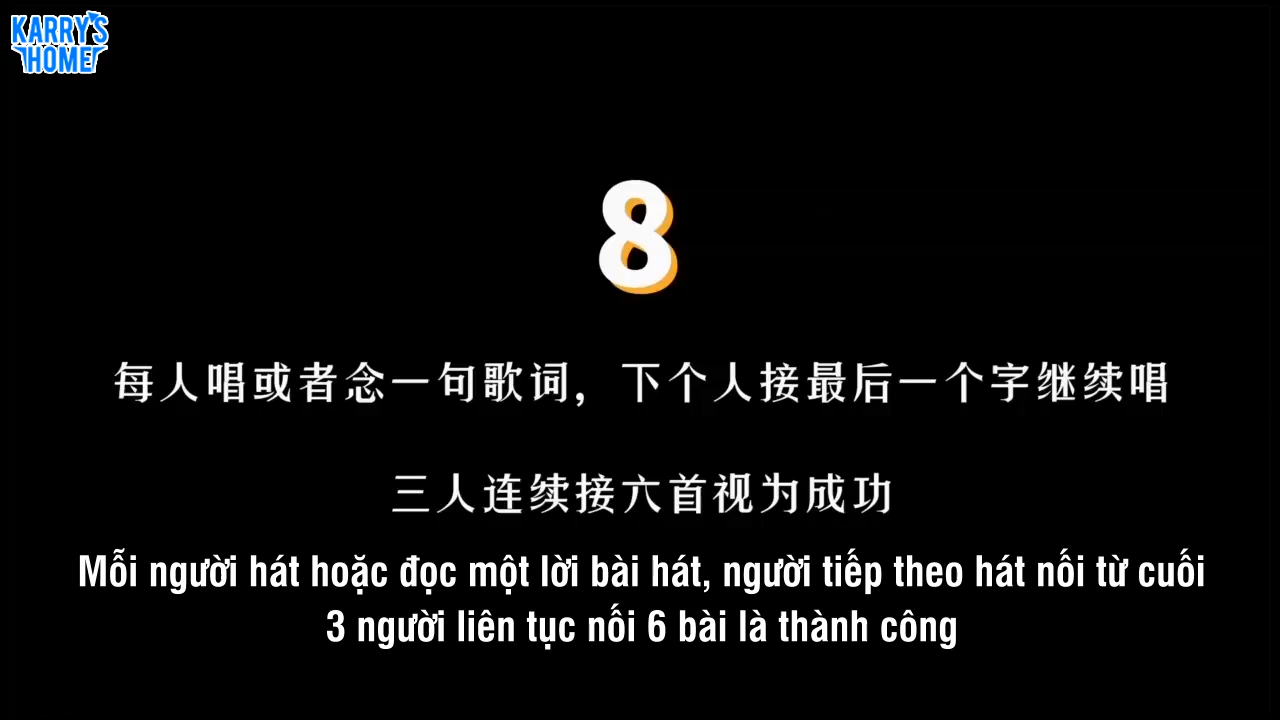 KARRY'S
HOME
8
每人唱或者念一句歌词，下个人接最后一个字继续唱
三人连续接六首视为成功
Mỗi người hát hoặc đọc một lời bài hát, người tiếp theo hát nối từ cuối
3 người liên tục nối 6 bài là thành công